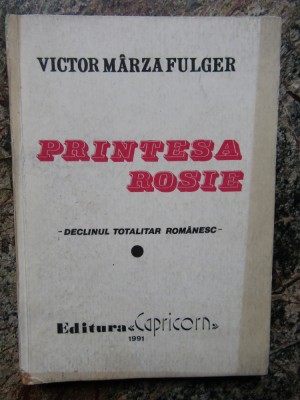 VICTOR MÂRZA FULGER
PRINTESA
ROSIE
-DECLINUL TOTALITAR ROMÂNESC-
Editura «Capricorn»
1991